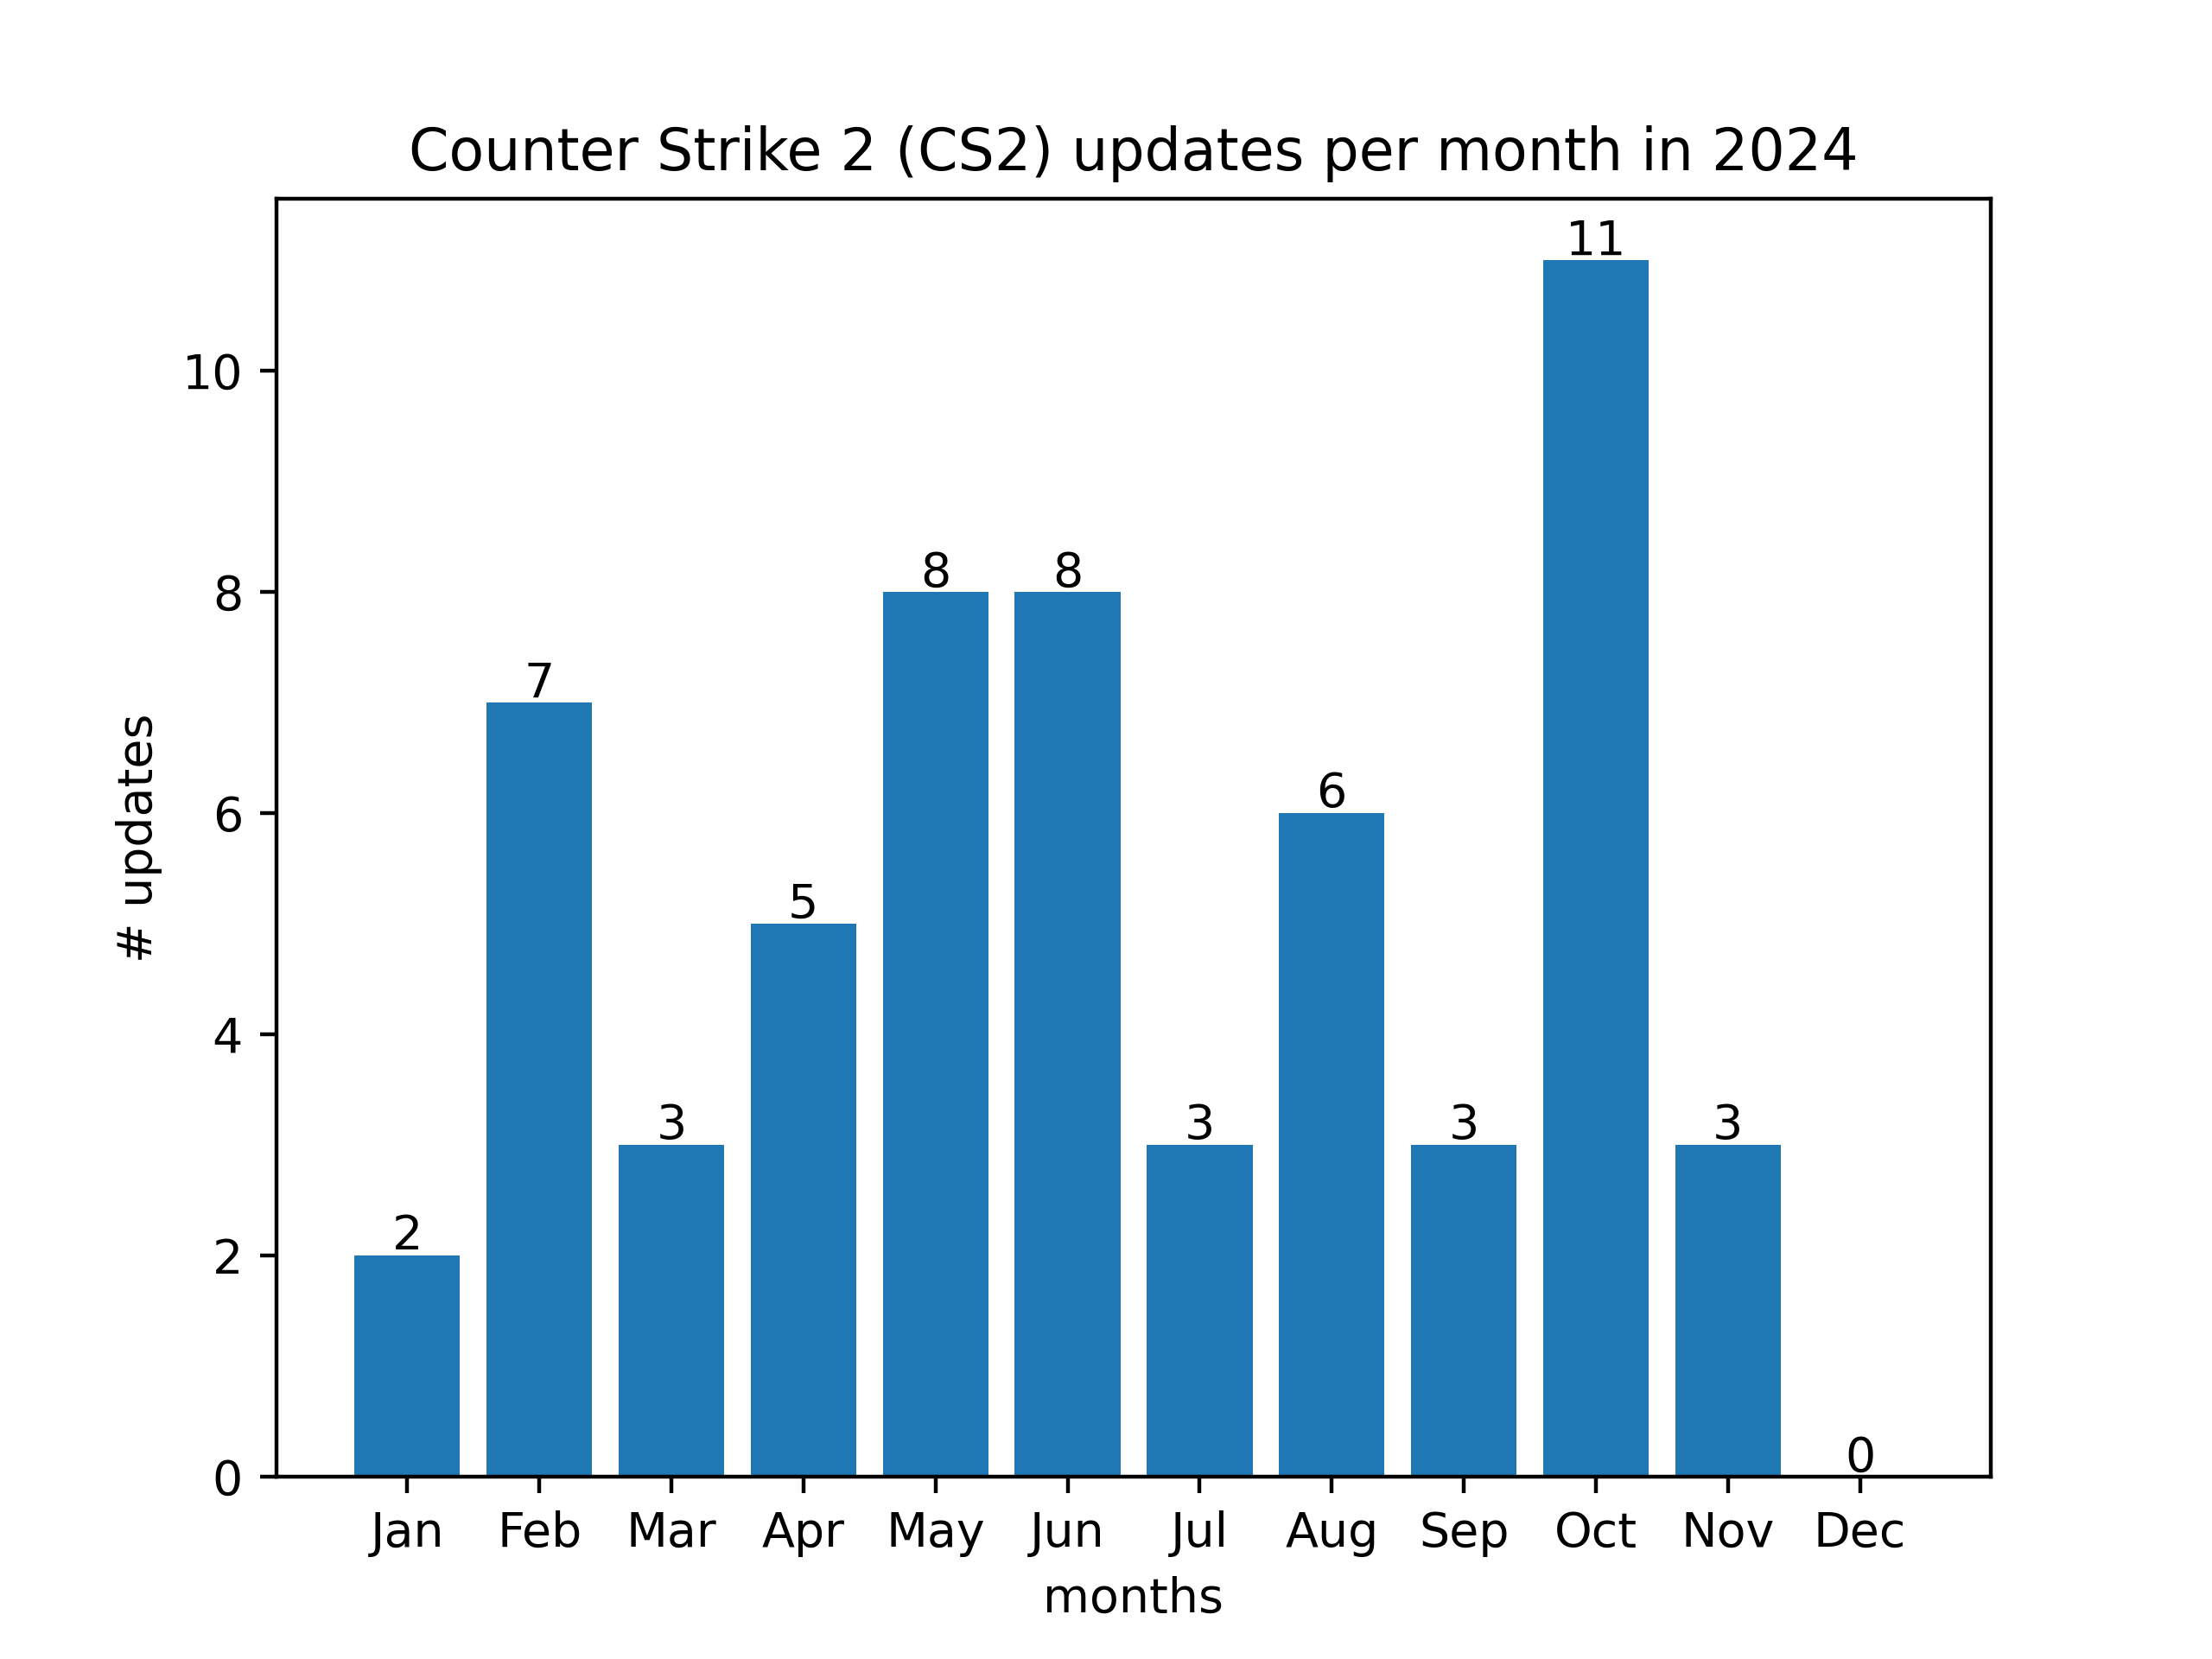 Counter Strike 2 (CS2) updates per month in 2024
11
10
8 8
8
7
# updates
6
6
5
4
3 3 3 3
2
2
0
0
Jan Feb Mar Apr May Jun Jul Aug Sep Oct Nov Dec
months